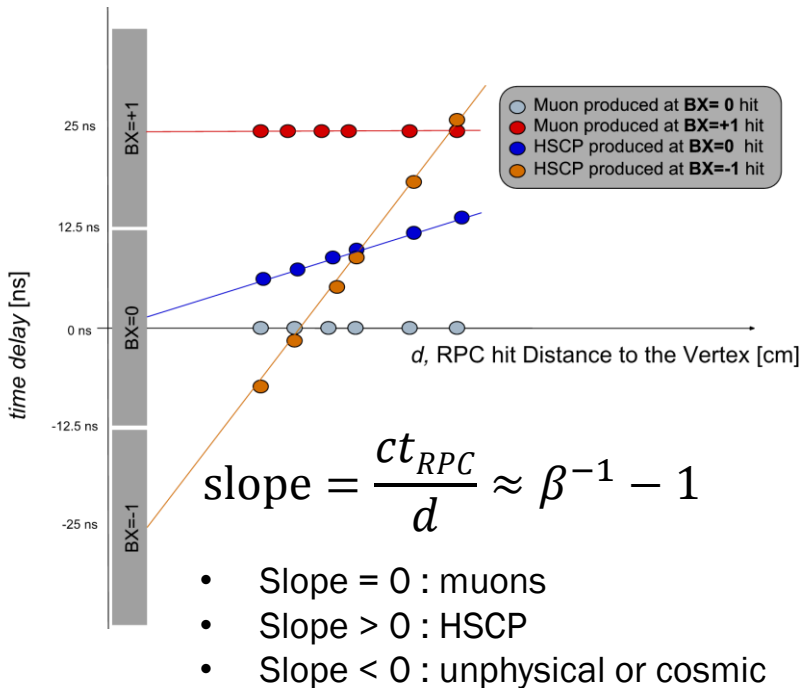 BX=+1
BX=0
BX=-1
25 ns
12.5 ns
0 ns
-12.5 ns
-25 ns
time delay [ns]
Muon produced at BX= 0 hit
Muon produced at BX=+1 hit
HSCP produced at BX=0 hit
HSCP produced at BX=-1 hit
d, RPC hit Distance to the Vertex [cm]
slope = ct_{RPC}/d ≈ β^{-1} − 1
• Slope = 0 : muons
• Slope > 0 : HSCP
• Slope < 0 : unphysical or cosmic